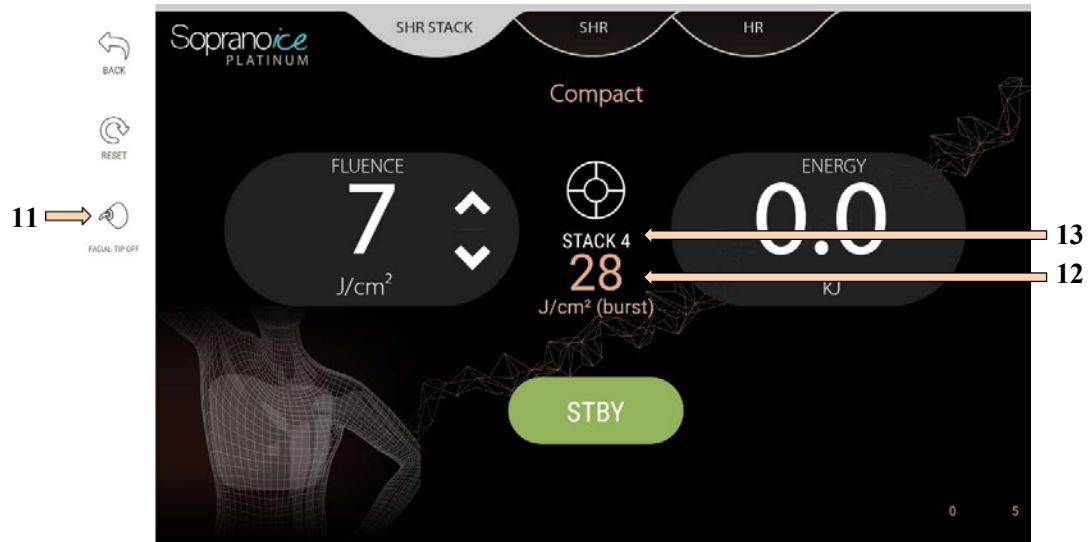 SHR STACK SHR HR
Sopranoice
PLATINUM
BACK
Compact
RESET
FLUENCE
7
J/cm²
ENERGY
0.0
KJ
11
FACIAL TIP OFF
STACK 4
13
28
12
J/cm² (burst)
STBY
0 5